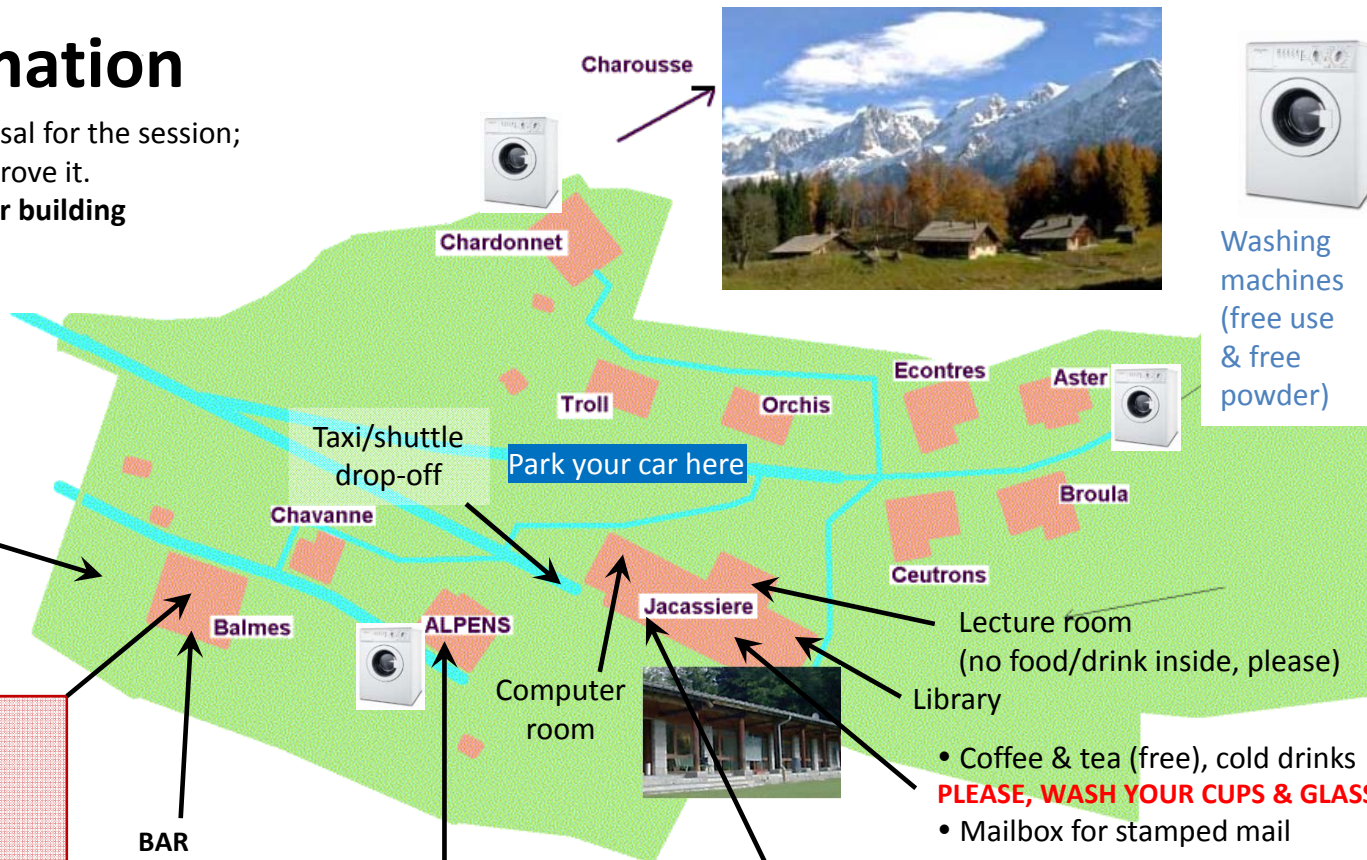 nation
sal for the session;
rove it.
r building
Charousse
Washing
machines
(free use
& free
powder)
Chardonnet
Econtres
Aster
Troll
Orchis
Taxi/shuttle
drop-off
Park your car here
Broula
Chavanne
Ceutrons
Jacassiere
Balmes
ALPENS
Lecture room
(no food/drink inside, please)
Computer
room
Library
• Coffee & tea (free), cold drinks
PLEASE, WASH YOUR CUPS & GLASS
• Mailbox for stamped mail
BAR